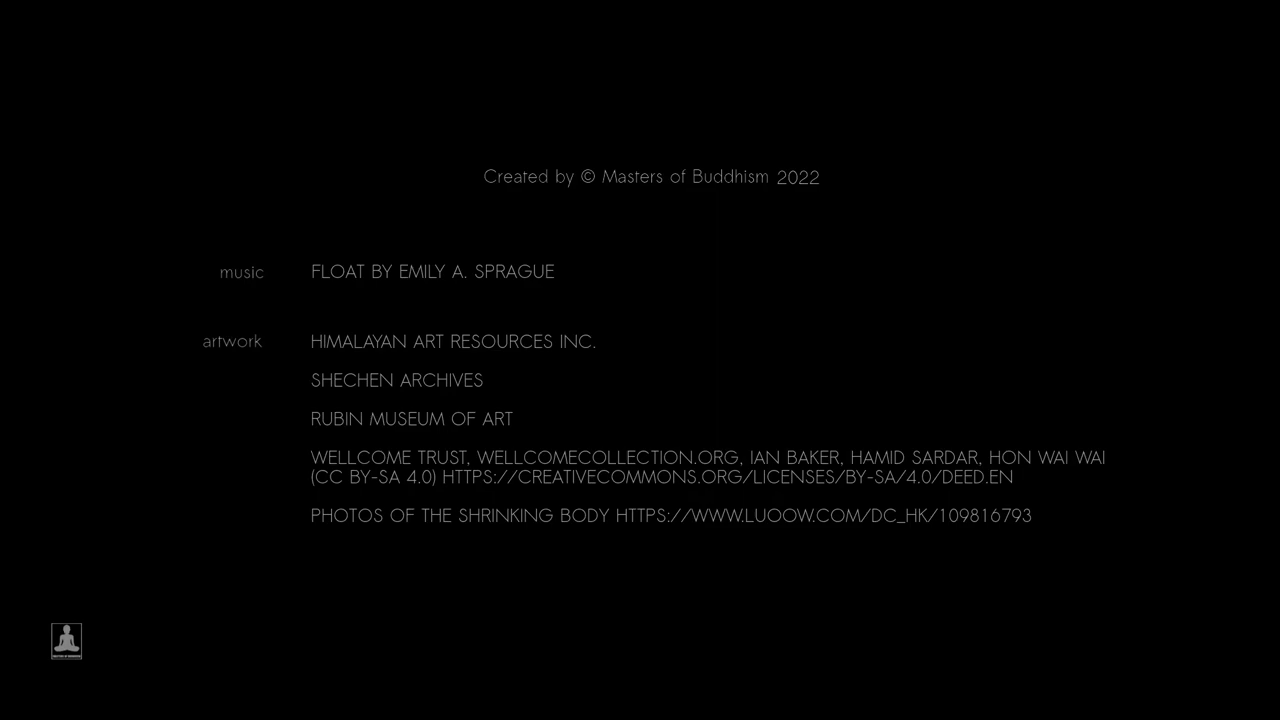 Created by © Masters of Buddhism 2022
music FLOAT BY EMILY A. SPRAGUE
artwork HIMALAYAN ART RESOURCES INC.
SHECHEN ARCHIVES
RUBIN MUSEUM OF ART
WELLCOME TRUST, WELLCOMECOLLECTION.ORG, IAN BAKER, HAMID SARDAR, HON WAI WAI
(CC BY-SA 4.0) HTTPS://CREATIVECOMMONS.ORG/LICENSES/BY-SA/4.0/DEED.EN
PHOTOS OF THE SHRINKING BODY HTTPS://WWW.LUOOW.COM/DC_HK/109816793
MASTERS OF BUDDHISM